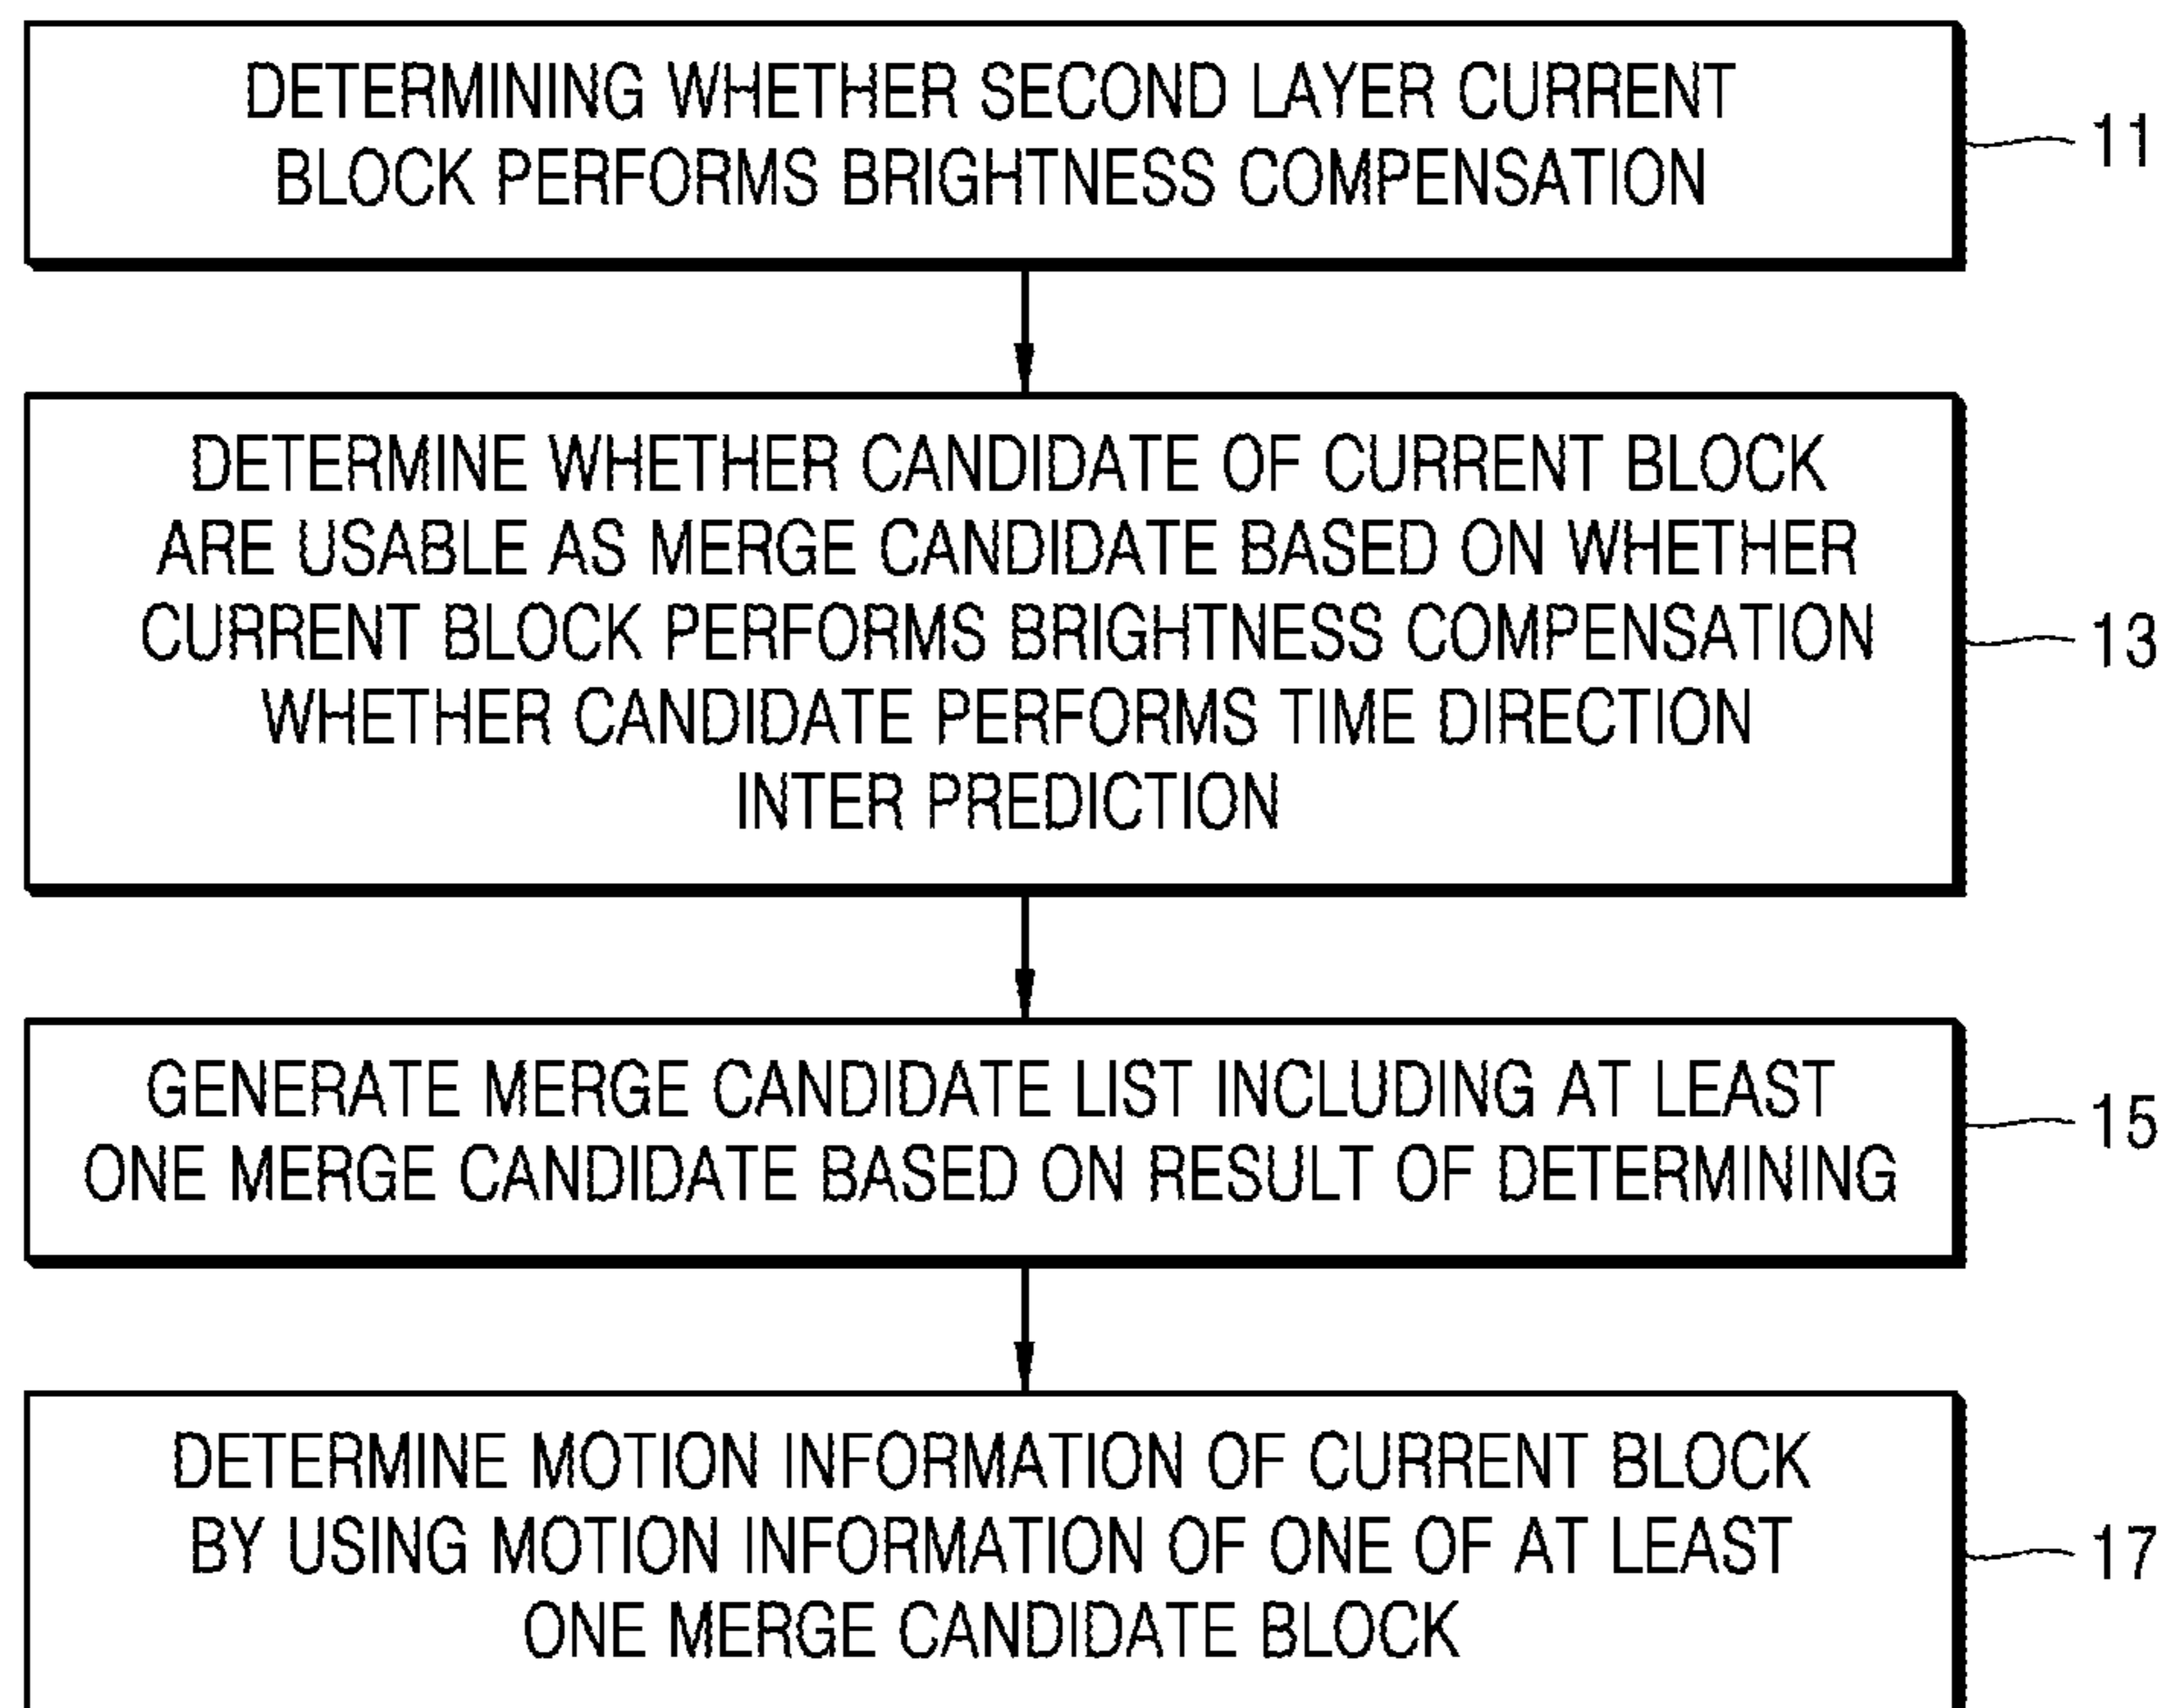 DETERMINING WHETHER SECOND LAYER CURRENT
BLOCK PERFORMS BRIGHTNESS COMPENSATION
11
DETERMINE WHETHER CANDIDATE OF CURRENT BLOCK
ARE USABLE AS MERGE CANDIDATE BASED ON WHETHER
CURRENT BLOCK PERFORMS BRIGHTNESS COMPENSATION
WHETHER CANDIDATE PERFORMS TIME DIRECTION
INTER PREDICTION
13
GENERATE MERGE CANDIDATE LIST INCLUDING AT LEAST
ONE MERGE CANDIDATE BASED ON RESULT OF DETERMINING
15
DETERMINE MOTION INFORMATION OF CURRENT BLOCK
BY USING MOTION INFORMATION OF ONE OF AT LEAST
ONE MERGE CANDIDATE BLOCK
17